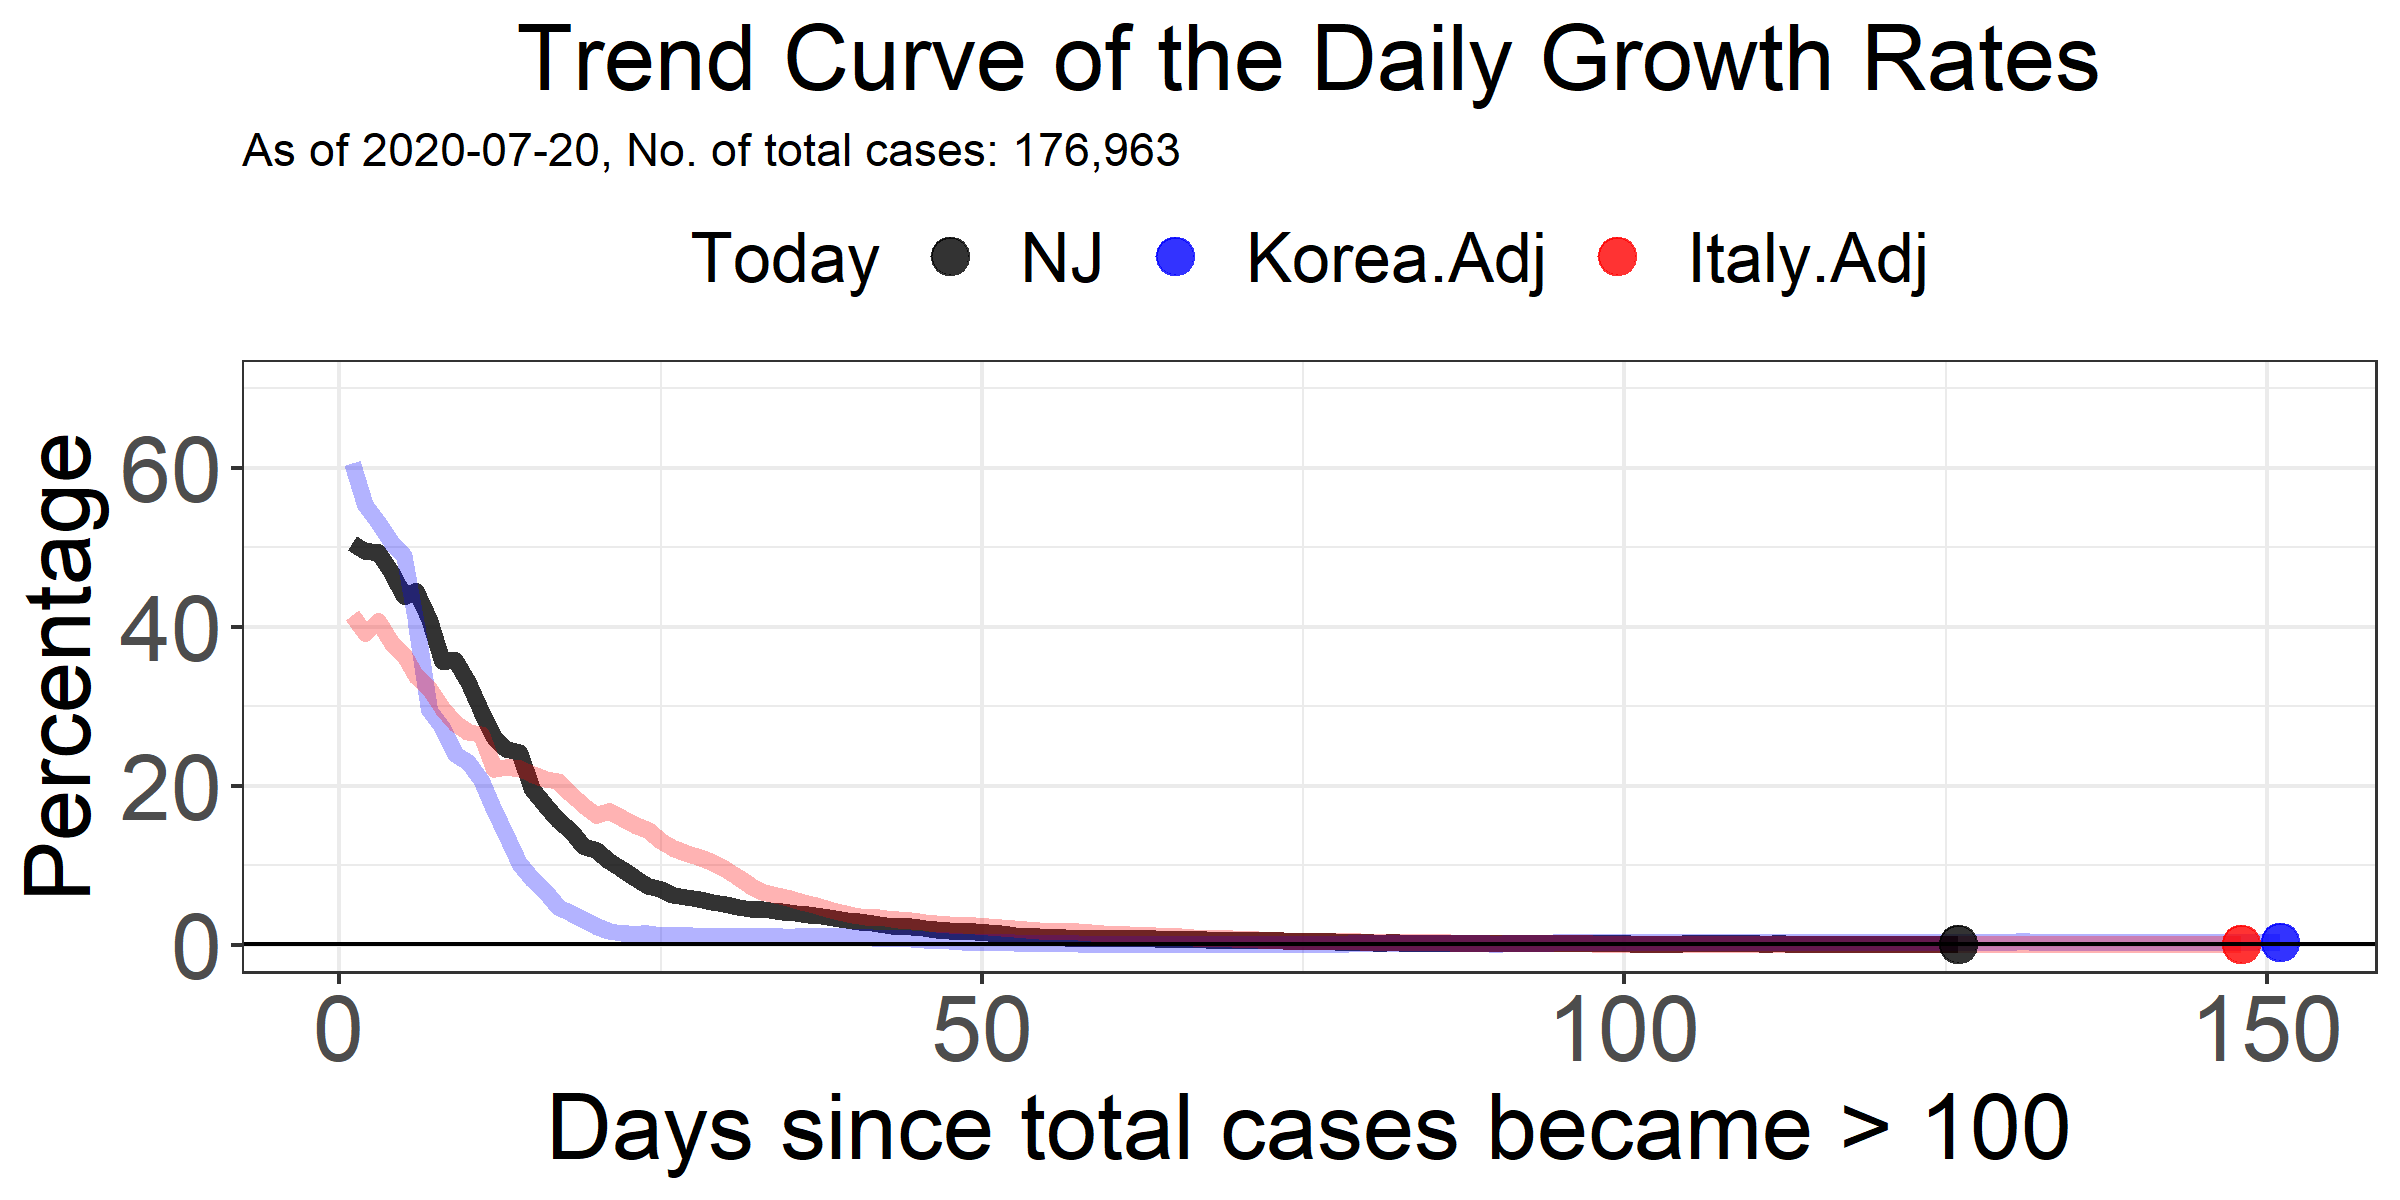 Trend Curve of the Daily Growth Rates
As of 2020-07-20, No. of total cases: 176,963
Today NJ Korea.Adj Italy.Adj
Percentage
60
40
20
0
0 50 100 150
Days since total cases became > 100